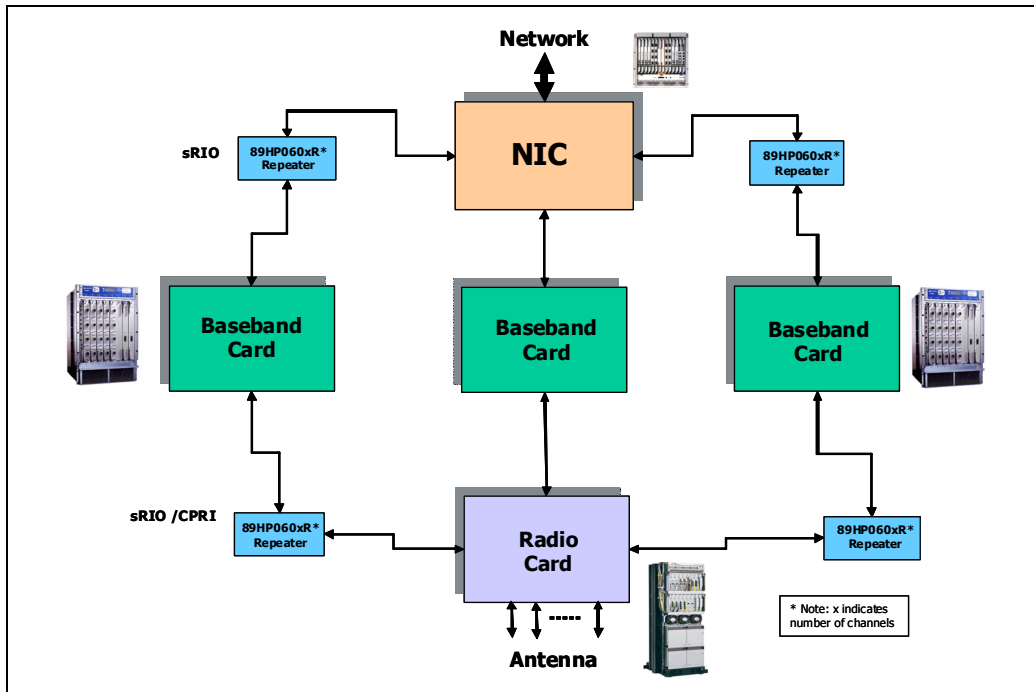 Network
NIC
sRIO
89HP060xR*
Repeater
89HP060xR*
Repeater
Baseband
Card
Baseband
Card
Baseband
Card
sRIO /CPRI
89HP060xR*
Repeater
Radio
Card
89HP060xR*
Repeater
* Note: x indicates
number of channels
Antenna